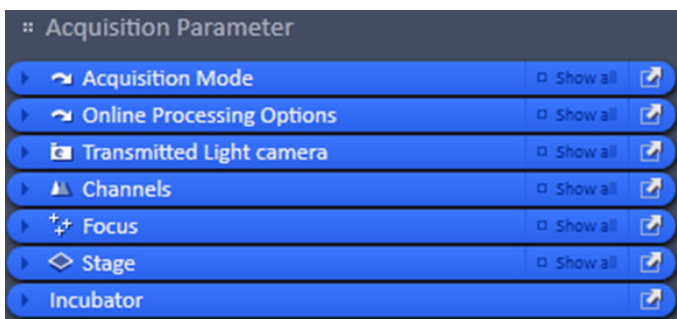 Acquisition Parameter
Acquisition Mode Show all
Online Processing Options Show all
Transmitted Light camera Show all
Channels Show all
Focus Show all
Stage Show all
Incubator